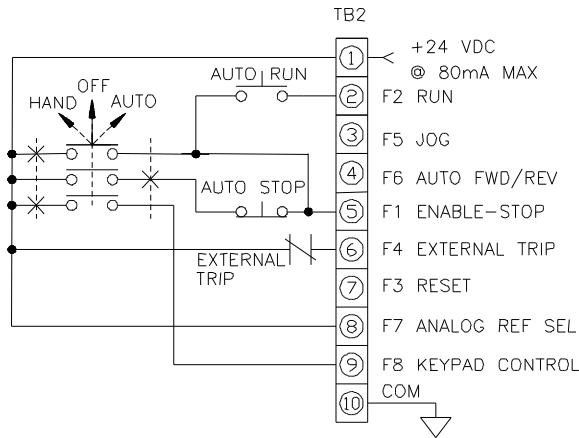 TB2
1 +24 VDC
@ 80mA MAX
AUTO RUN
OFF
HAND AUTO
2 F2 RUN
3 F5 JOG
4 F6 AUTO FWD/REV
AUTO STOP
5 F1 ENABLE-STOP
6 F4 EXTERNAL TRIP
EXTERNAL
TRIP
7 F3 RESET
8 F7 ANALOG REF SEL
9 F8 KEYPAD CONTROL
10 COM